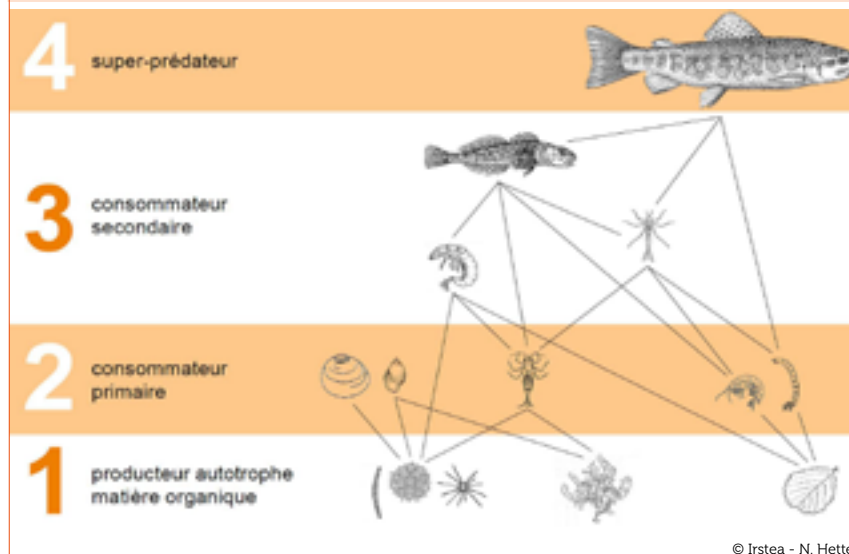 4 super-prédateur
3 consommateur
secondaire
2 consommateur
primaire
1 producteur autotrophe
matière organique
© Irstea - N. Hette